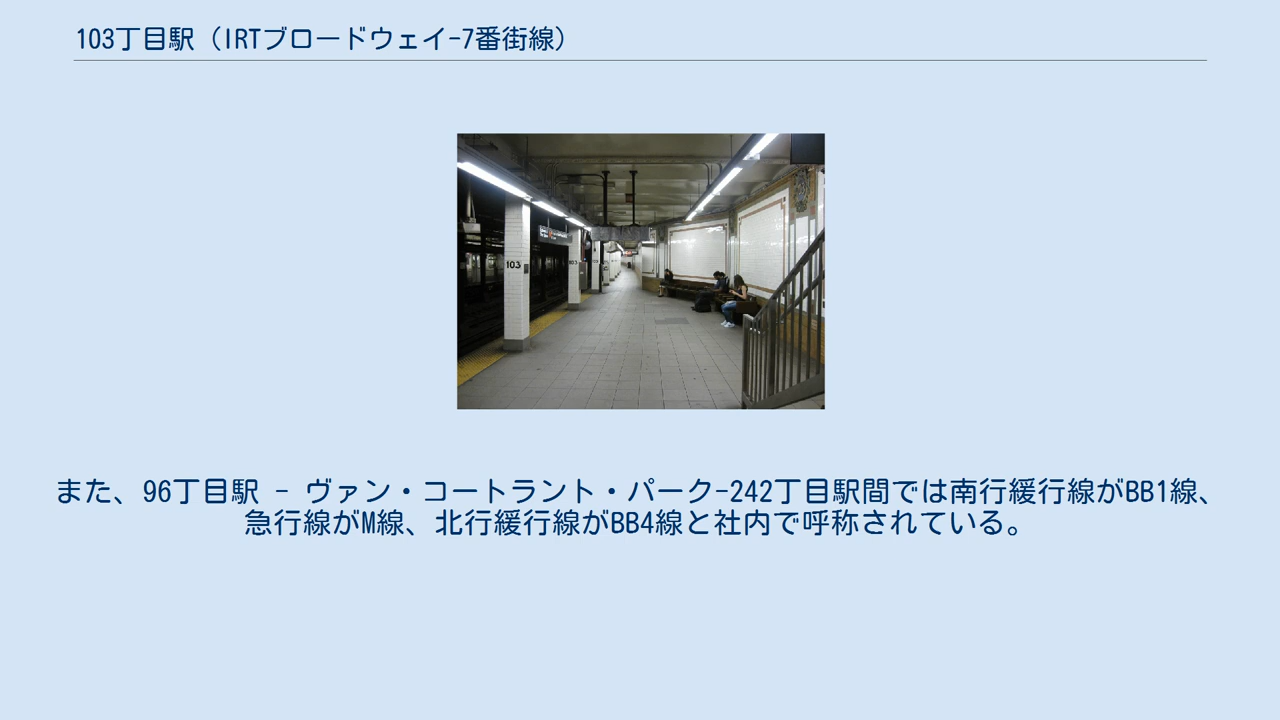 103丁目駅（IRTブロードウェイ-7番街線）
103
また、96丁目駅 - ヴァン・コートラント・パーク-242丁目駅間では南行緩行線がBB1線、
急行線がM線、北行緩行線がBB4線と社内で呼称されている。